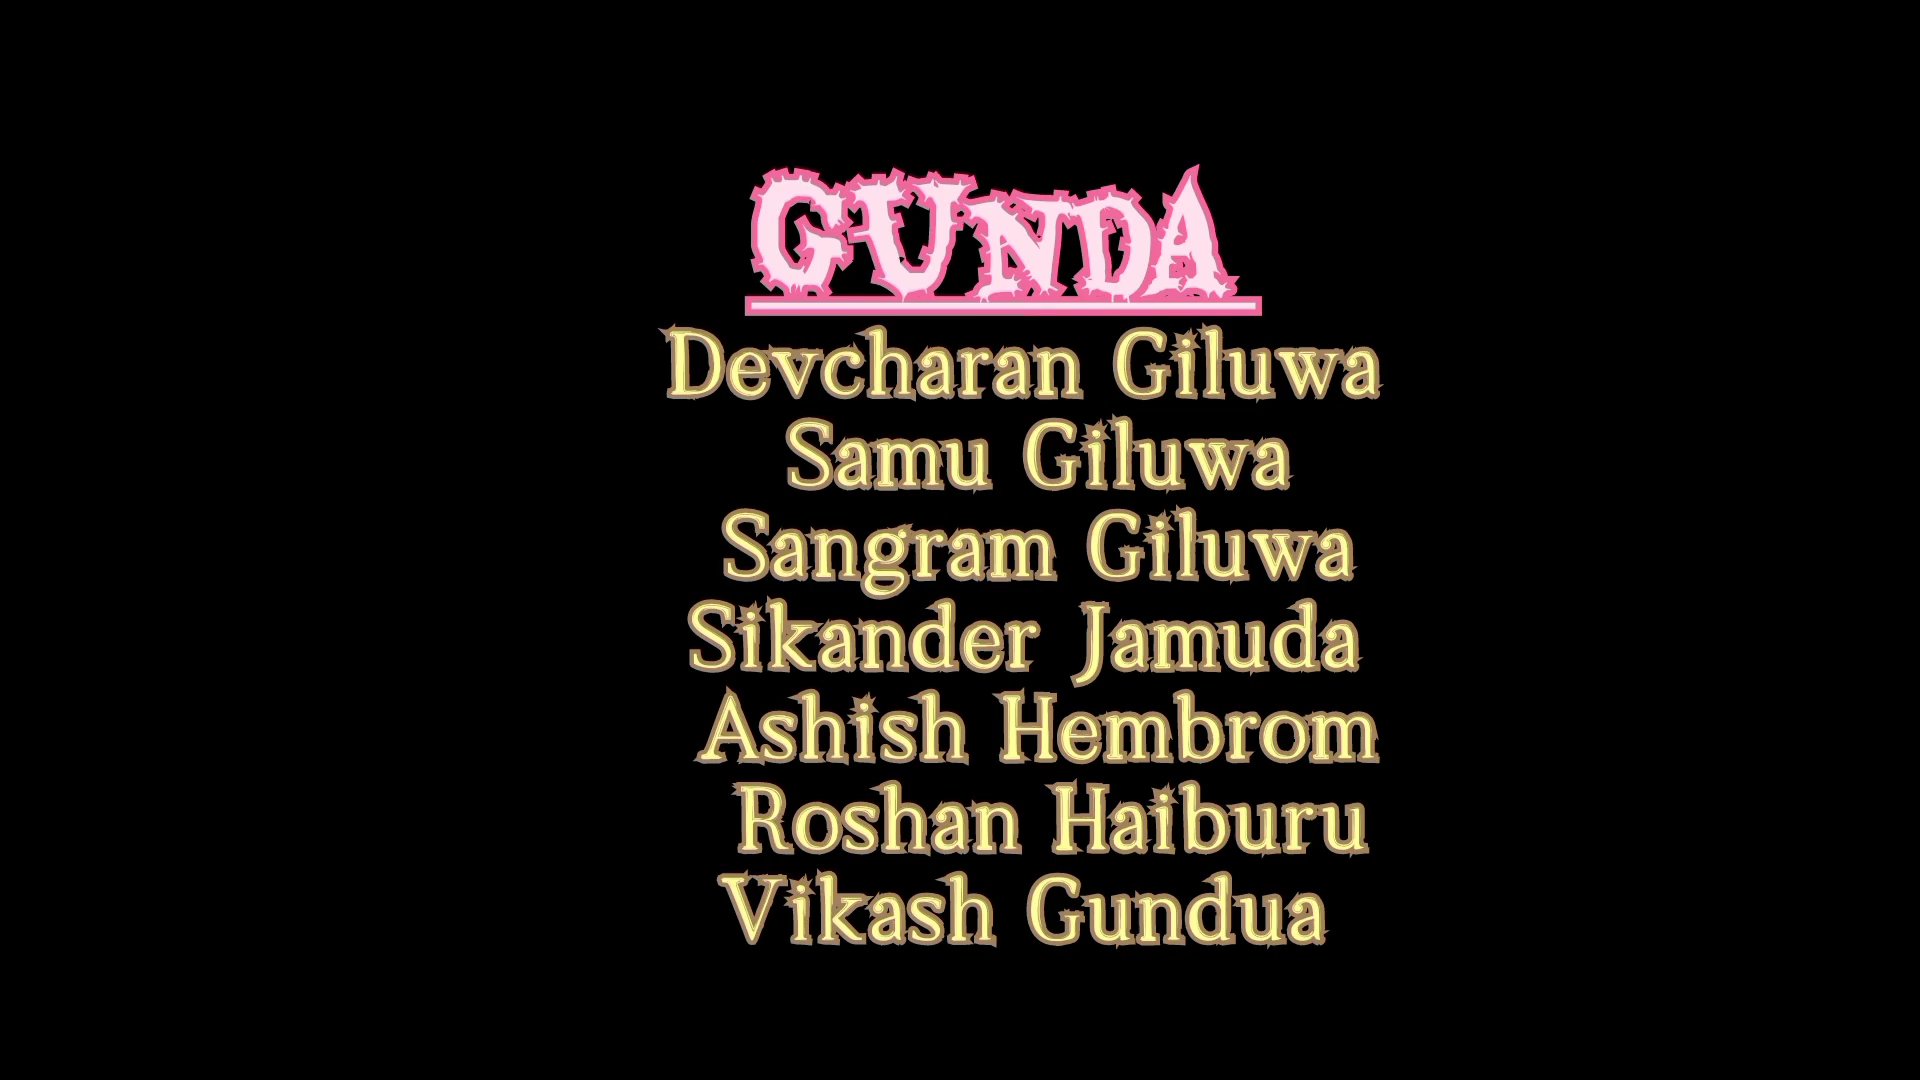 GUNDA
Devcharan Giluwa
Samu Giluwa
Sangram Giluwa
Sikander Jamuda
Ashish Hembrom
Roshan Haiburu
Vikash Gundua